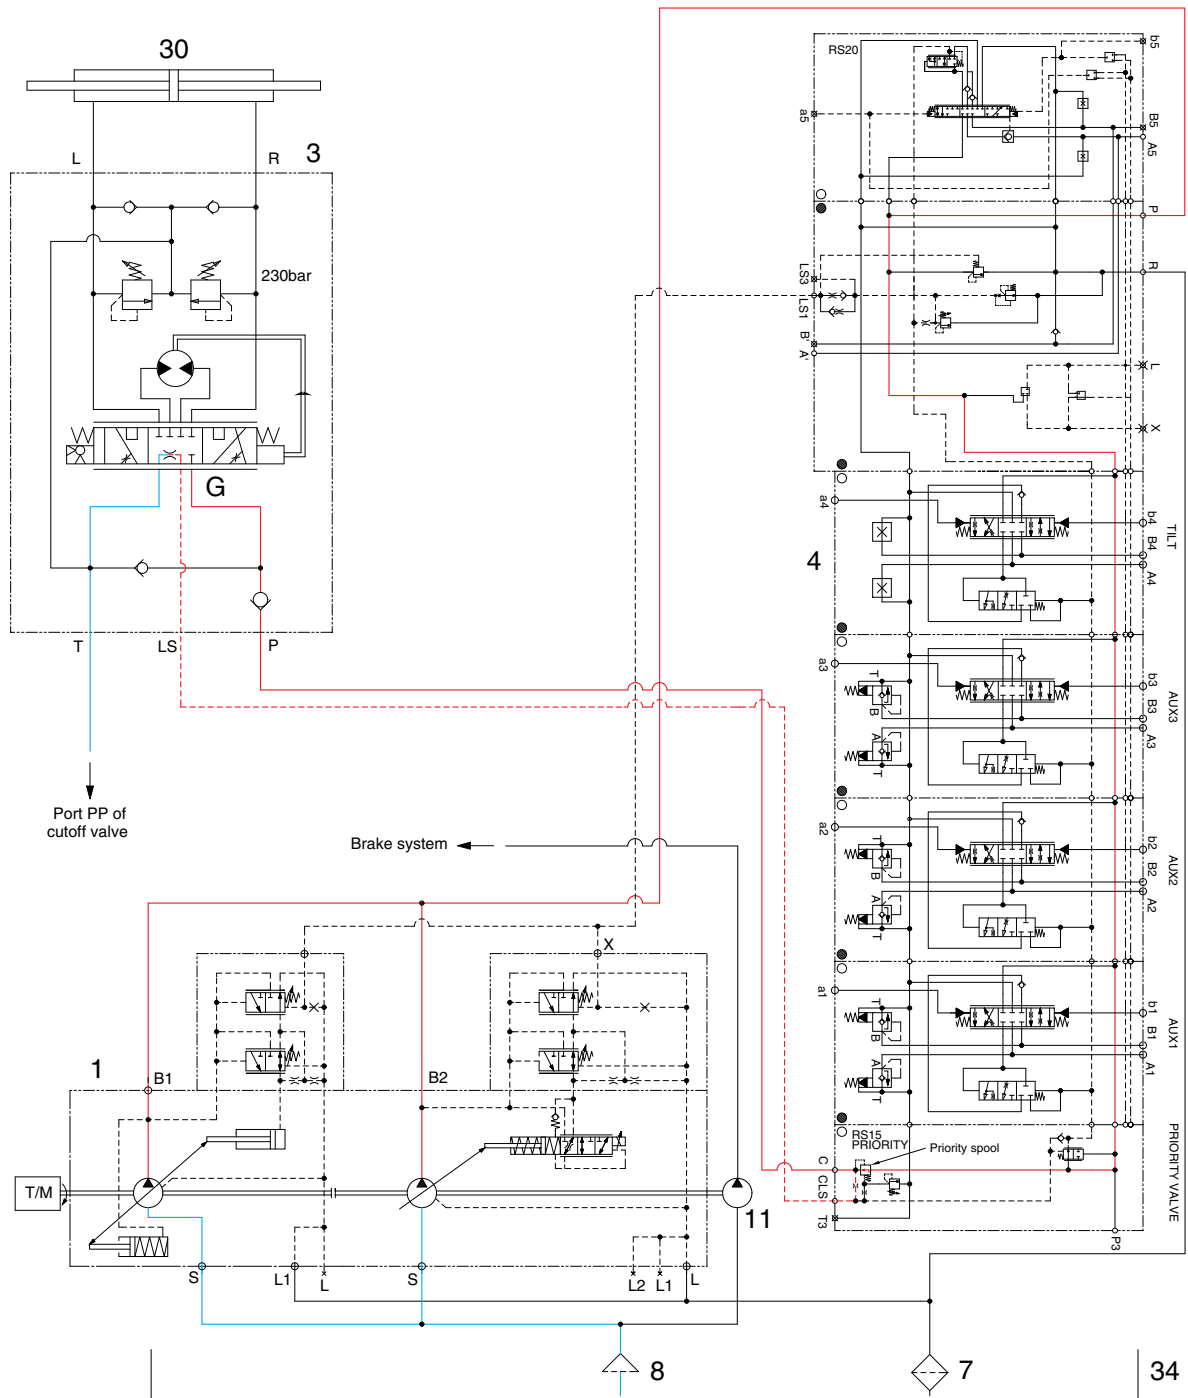 30
L
R
3
230bar
G
T
LS
P
Port PP of
cutoff valve
Brake system
X
1
B1
B2
T/M
11
S
L1
L
S
L2
L1
L
8
7
34
RS20
b5
a5
B5
A5
P
R
LS3
LS1
B'
A'
L
X
4
a4
b4
B4
A4
TILT
a3
T
B
A
T
b3
B3
A3
AUX3
a2
T
B
A
T
b2
B2
A2
AUX2
a1
T
B
A
T
b1
B1
A1
AUX1
RS15
PRIORITY
Priority spool
C
CLS
T3
P3
PRIORITY VALVE